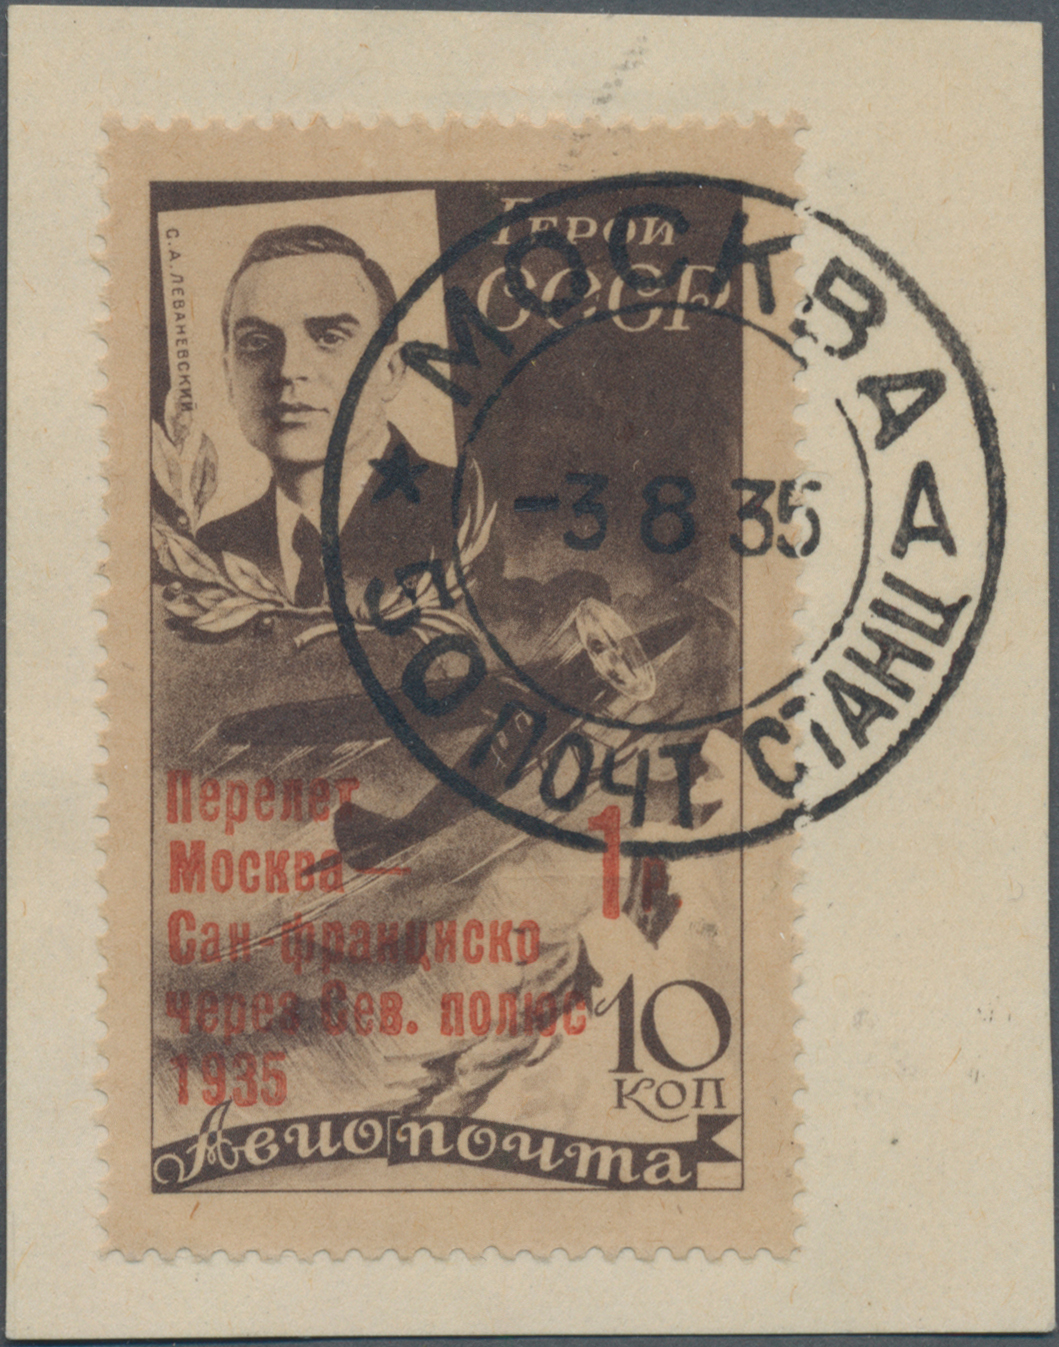 Герои
СССР
С.А.ЛЕВАНЕВСКИЙ
МОСКВА А
-3 8 35
50 ПОЧТ СТАНЦ
Перелет
Москва—
Сан-франциско
через Сев. полюс
1935
1 р.
10
коп
Авиопочта